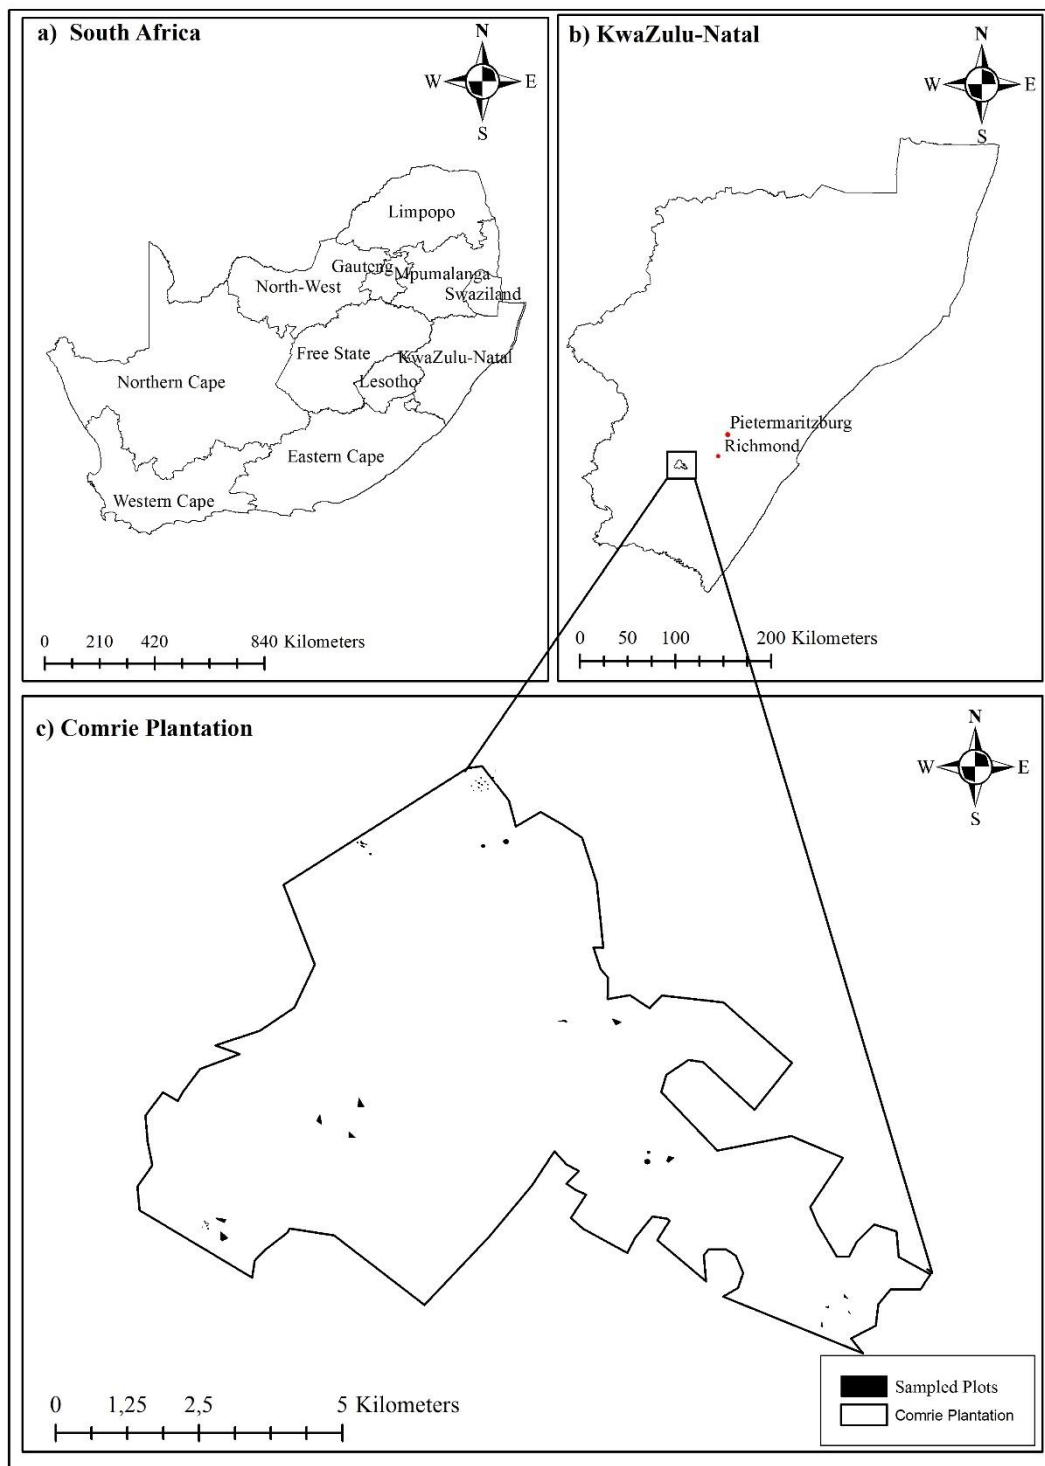 a) South Africa
N
W E
S
Limpopo
Gauteng
Mpumalanga
North-West
Swaziland
Free State
KwaZulu-Natal
Lesotho
Northern Cape
Eastern Cape
Western Cape
0 210 420 840 Kilometers
b) KwaZulu-Natal
N
W E
S
Pietermaritzburg
Richmond
0 50 100 200 Kilometers
c) Comrie Plantation
N
W E
S
0 1,25 2,5 5 Kilometers
Sampled Plots
Comrie Plantation